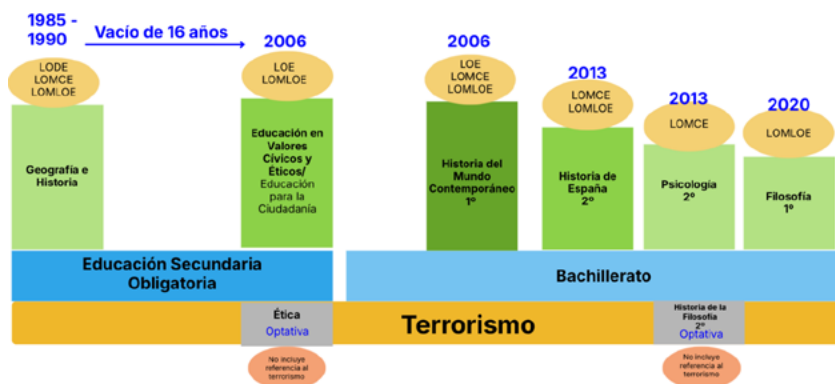 1985 -
1990
Vacío de 16 años
2006
2006
2013
2013
2020
LODE
LOMCE
LOMLOE
LOE
LOMLOE
LOE
LOMCE
LOMLOE
LOMCE
LOMLOE
LOMCE
LOMLOE
Geografía e
Historia
Educación en
Valores
Cívicos y
Éticos/
Educación
para la
Ciudadanía
Historia del
Mundo
Contemporáneo
1º
Historia de
España
2º
Psicología
2º
Filosofía
1º
Educación Secundaria
Obligatoria
Bachillerato
Ética
Optativa
Terrorismo
Historia de la
Filosofía
2º
Optativa
No incluye
referencia al
terrorismo
No incluye
referencia al
terrorismo